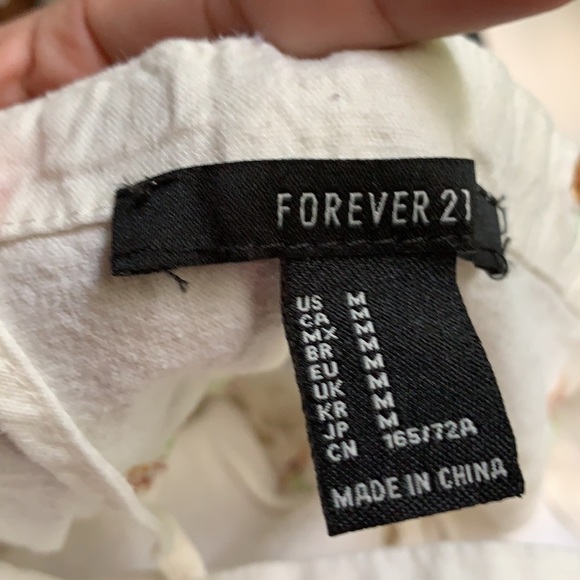 FOREVER 21
US M
CA M
MX M
BR M
EU M
UK M
KR M
JP M
CN 165/72A
MADE IN CHINA